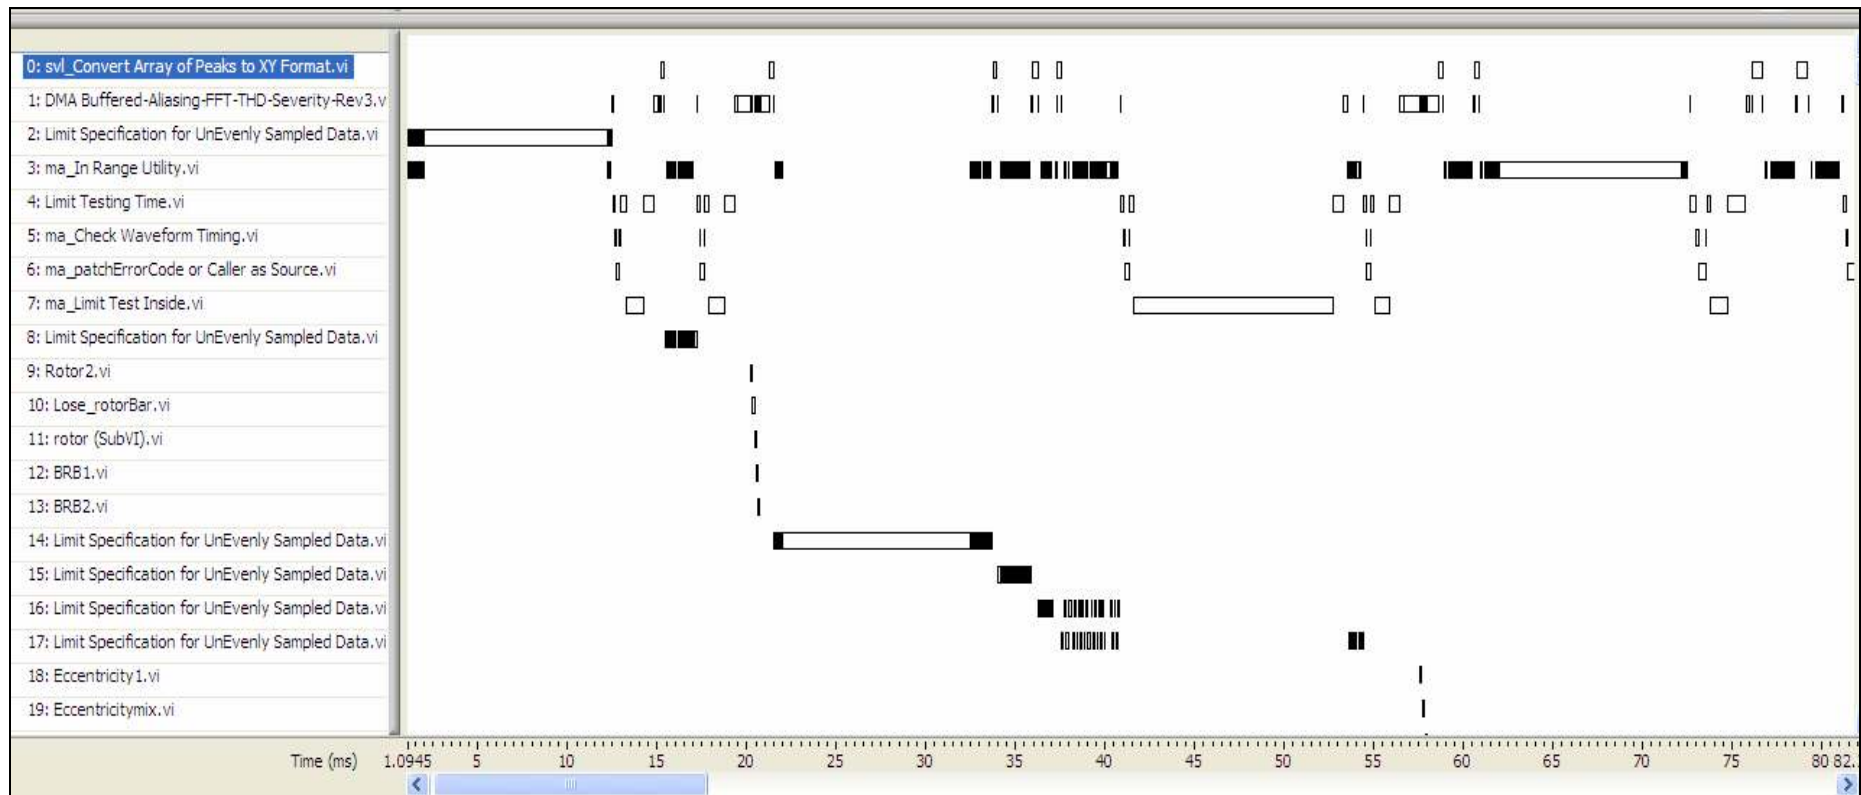 0: svl_Convert Array of Peaks to XY Format.vi
1: DMA Buffered-Aliasing-FFT-THD-Severity-Rev3.v
2: Limit Specification for UnEvenly Sampled Data.vi
3: ma_In Range Utility.vi
4: Limit Testing Time.vi
5: ma_Check Waveform Timing.vi
6: ma_patchErrorCode or Caller as Source.vi
7: ma_Limit Test Inside.vi
8: Limit Specification for UnEvenly Sampled Data.vi
9: Rotor2.vi
10: Lose_rotorBar.vi
11: rotor (SubVI).vi
12: BRB1.vi
13: BRB2.vi
14: Limit Specification for UnEvenly Sampled Data.vi
15: Limit Specification for UnEvenly Sampled Data.vi
16: Limit Specification for UnEvenly Sampled Data.vi
17: Limit Specification for UnEvenly Sampled Data.vi
18: Eccentricity1.vi
19: Eccentricitymix.vi
Time (ms) 1.0945 5 10 15 20 25 30 35 40 45 50 55 60 65 70 75 80 82.